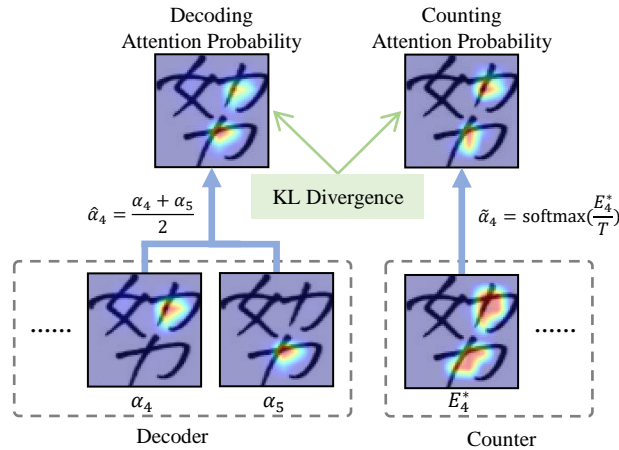 Decoding
Attention Probability
Counting
Attention Probability
KL Divergence
α̂₄ = (α₄ + α₅)/2
α̃₄ = softmax(E₄*/T)
......
α₄
α₅
Decoder
E₄*
......
Counter